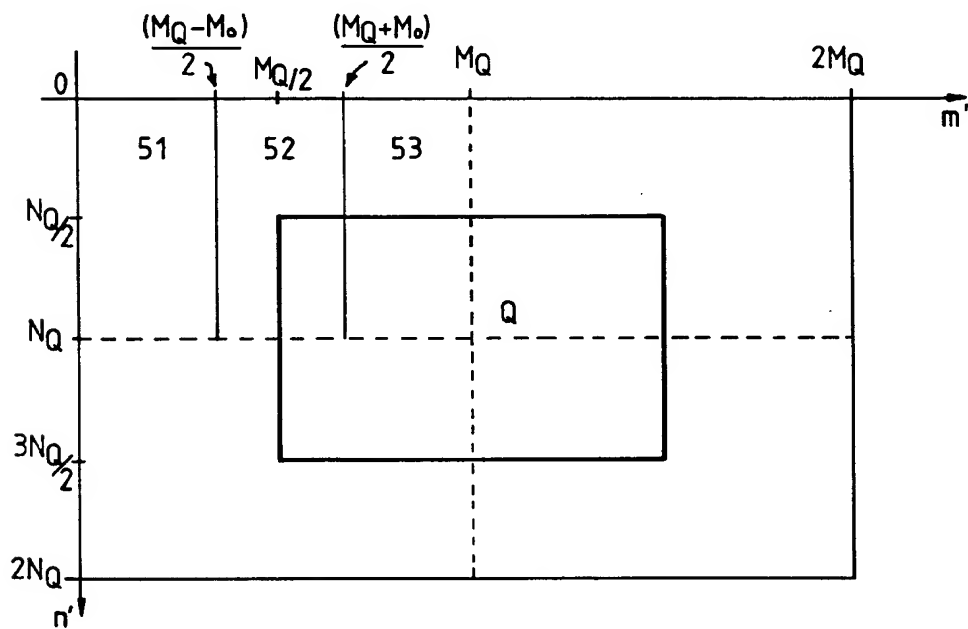 (MQ-Mo)
2
(MQ+Mo)
2
0
MQ/2
MQ
2MQ
m'
51
52
53
NQ/2
Q
NQ
3NQ/2
2NQ
n'